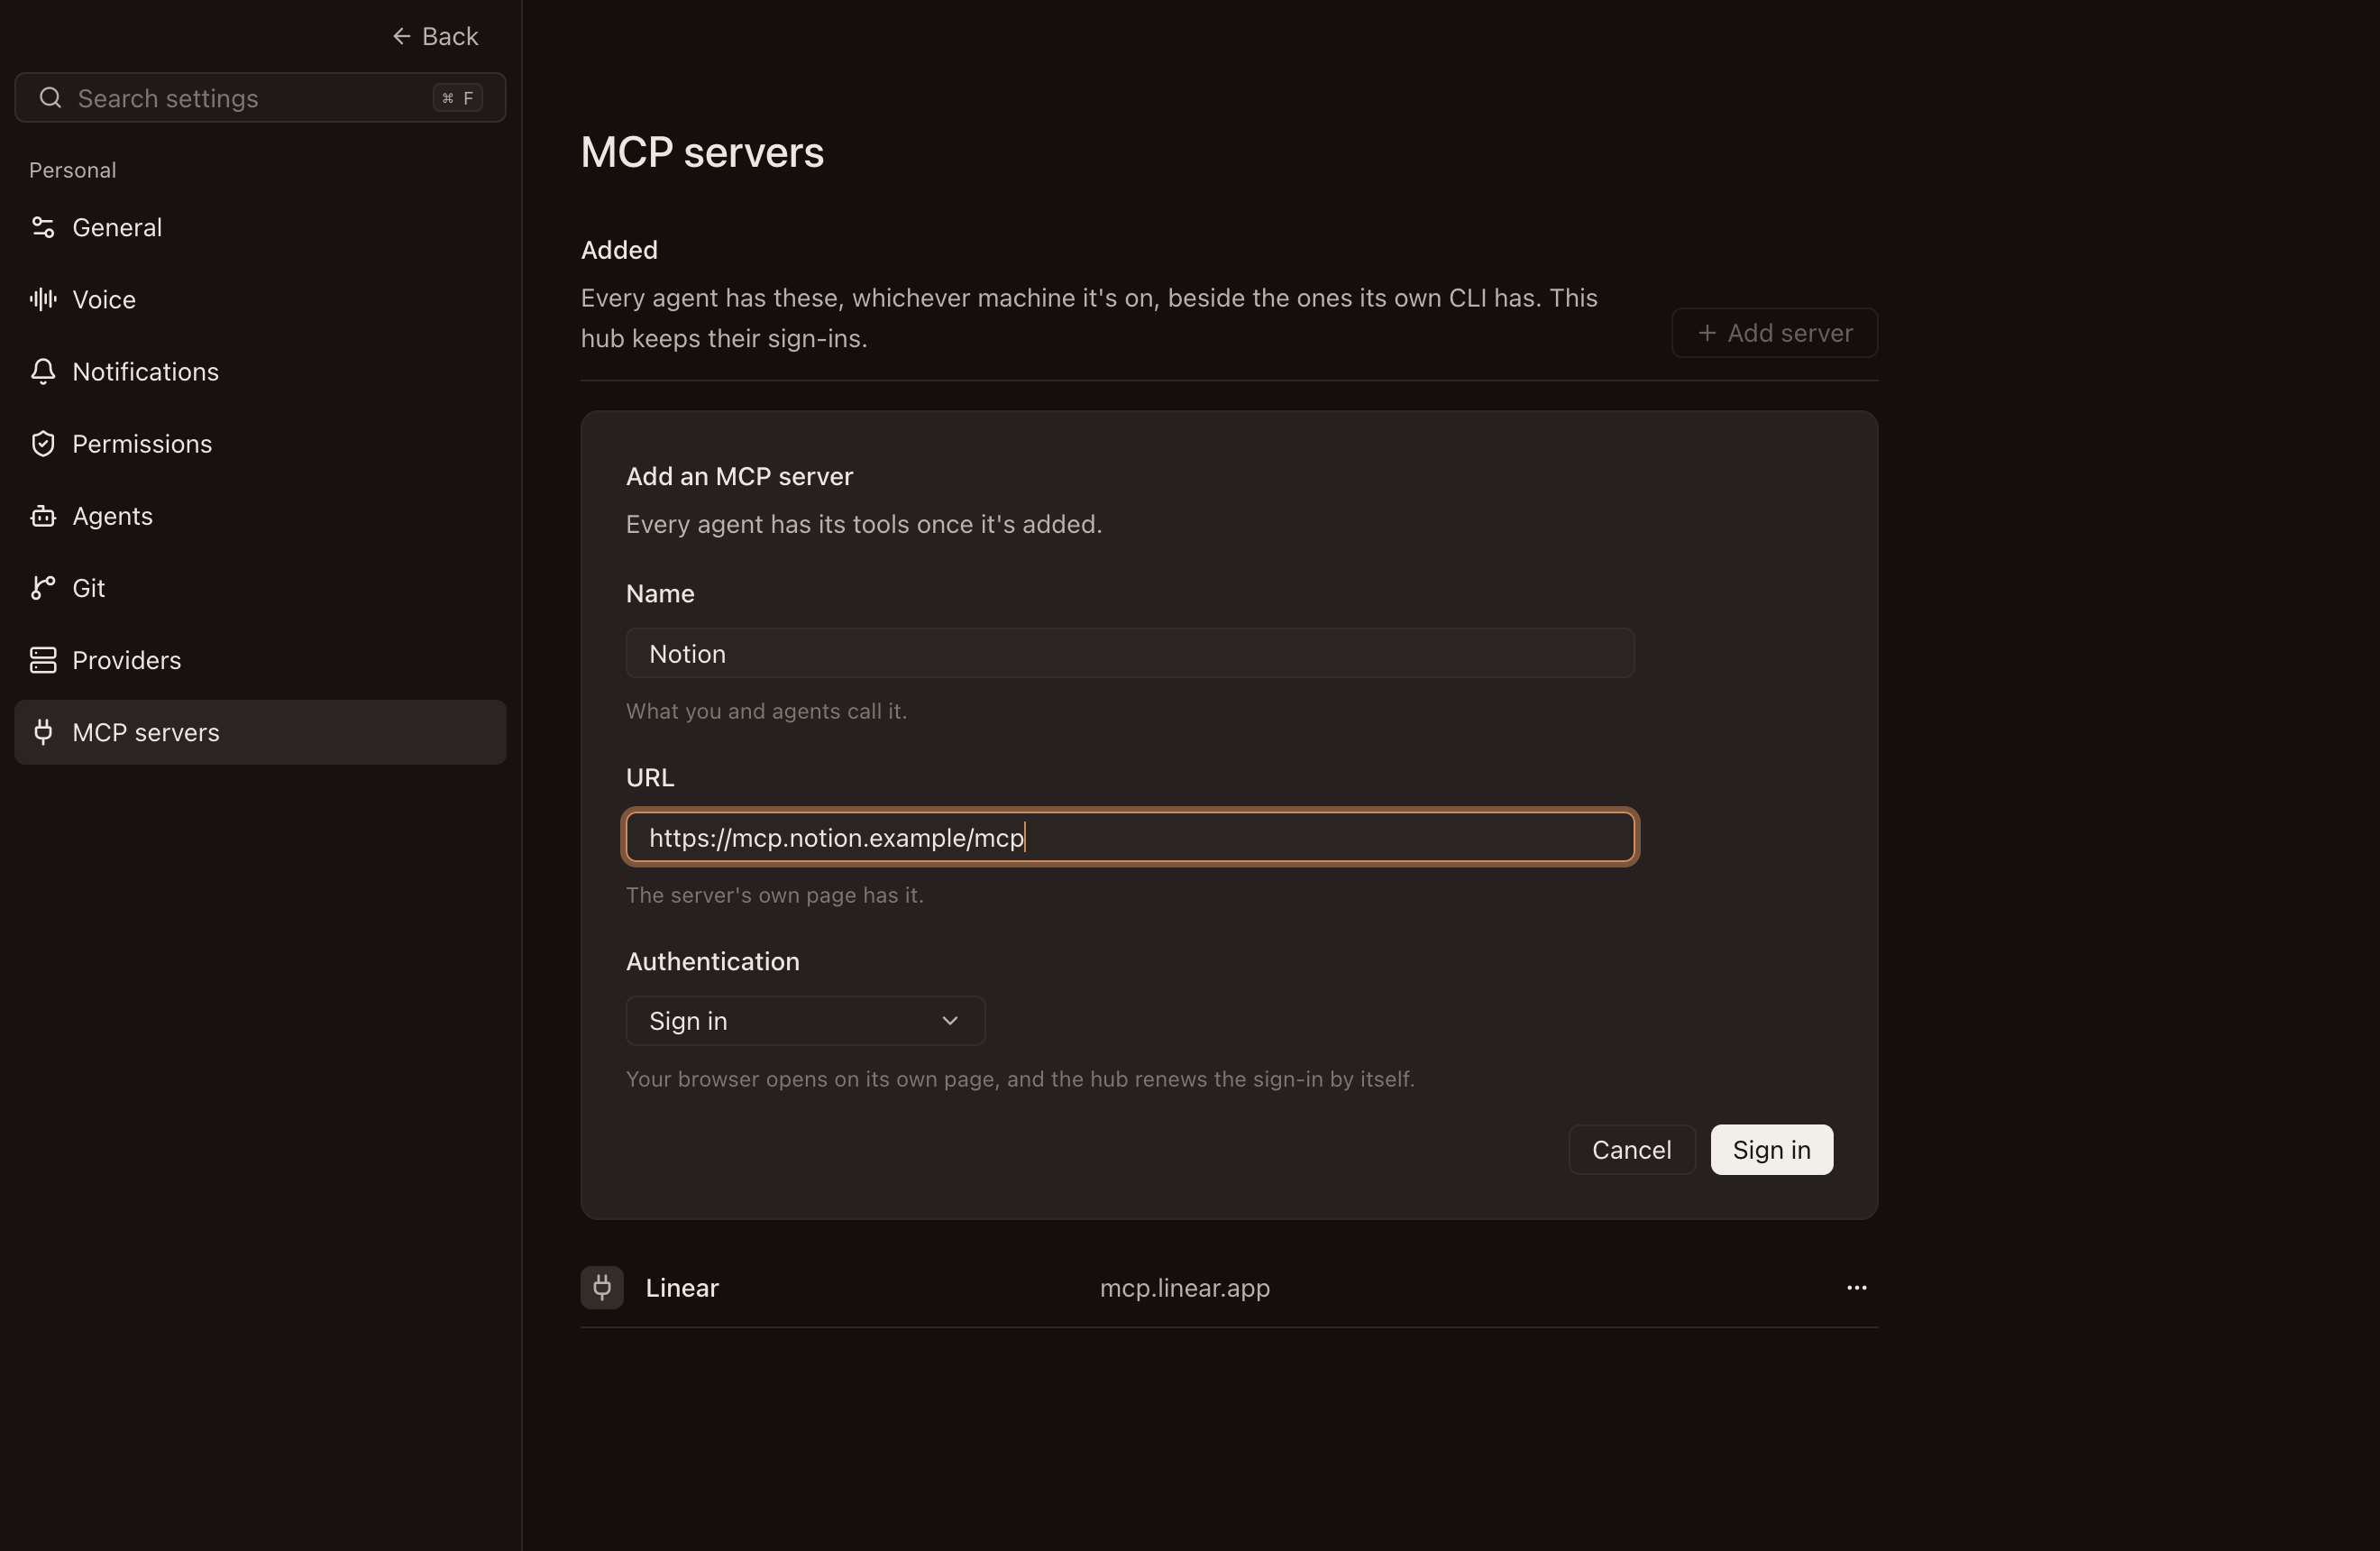 Back
Search settings
⌘ F
Personal
General
Voice
Notifications
Permissions
Agents
Git
Providers
MCP servers
MCP servers
Added
Every agent has these, whichever machine it's on, beside the ones its own CLI has. This
hub keeps their sign-ins.
Add server
Add an MCP server
Every agent has its tools once it's added.
Name
Notion
What you and agents call it.
URL
https://mcp.notion.example/mcp
The server's own page has it.
Authentication
Sign in
Your browser opens on its own page, and the hub renews the sign-in by itself.
Cancel
Sign in
Linear
mcp.linear.app